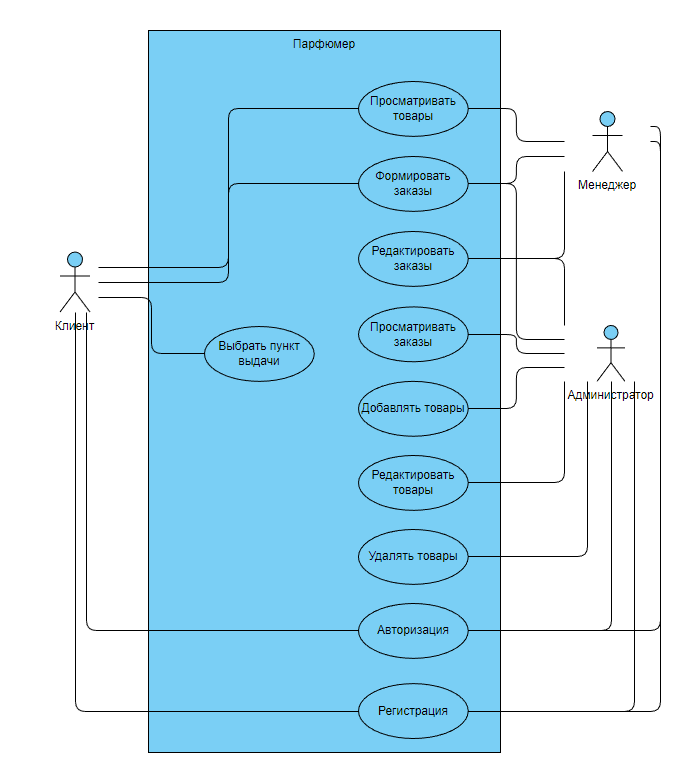 Парфюмер
Просматривать
товары
Формировать
заказы
Менеджер
Редактировать
заказы
Клиент
Просматривать
заказы
Выбрать пункт
выдачи
Администратор
Добавлять товары
Редактировать
товары
Удалять товары
Авторизация
Регистрация